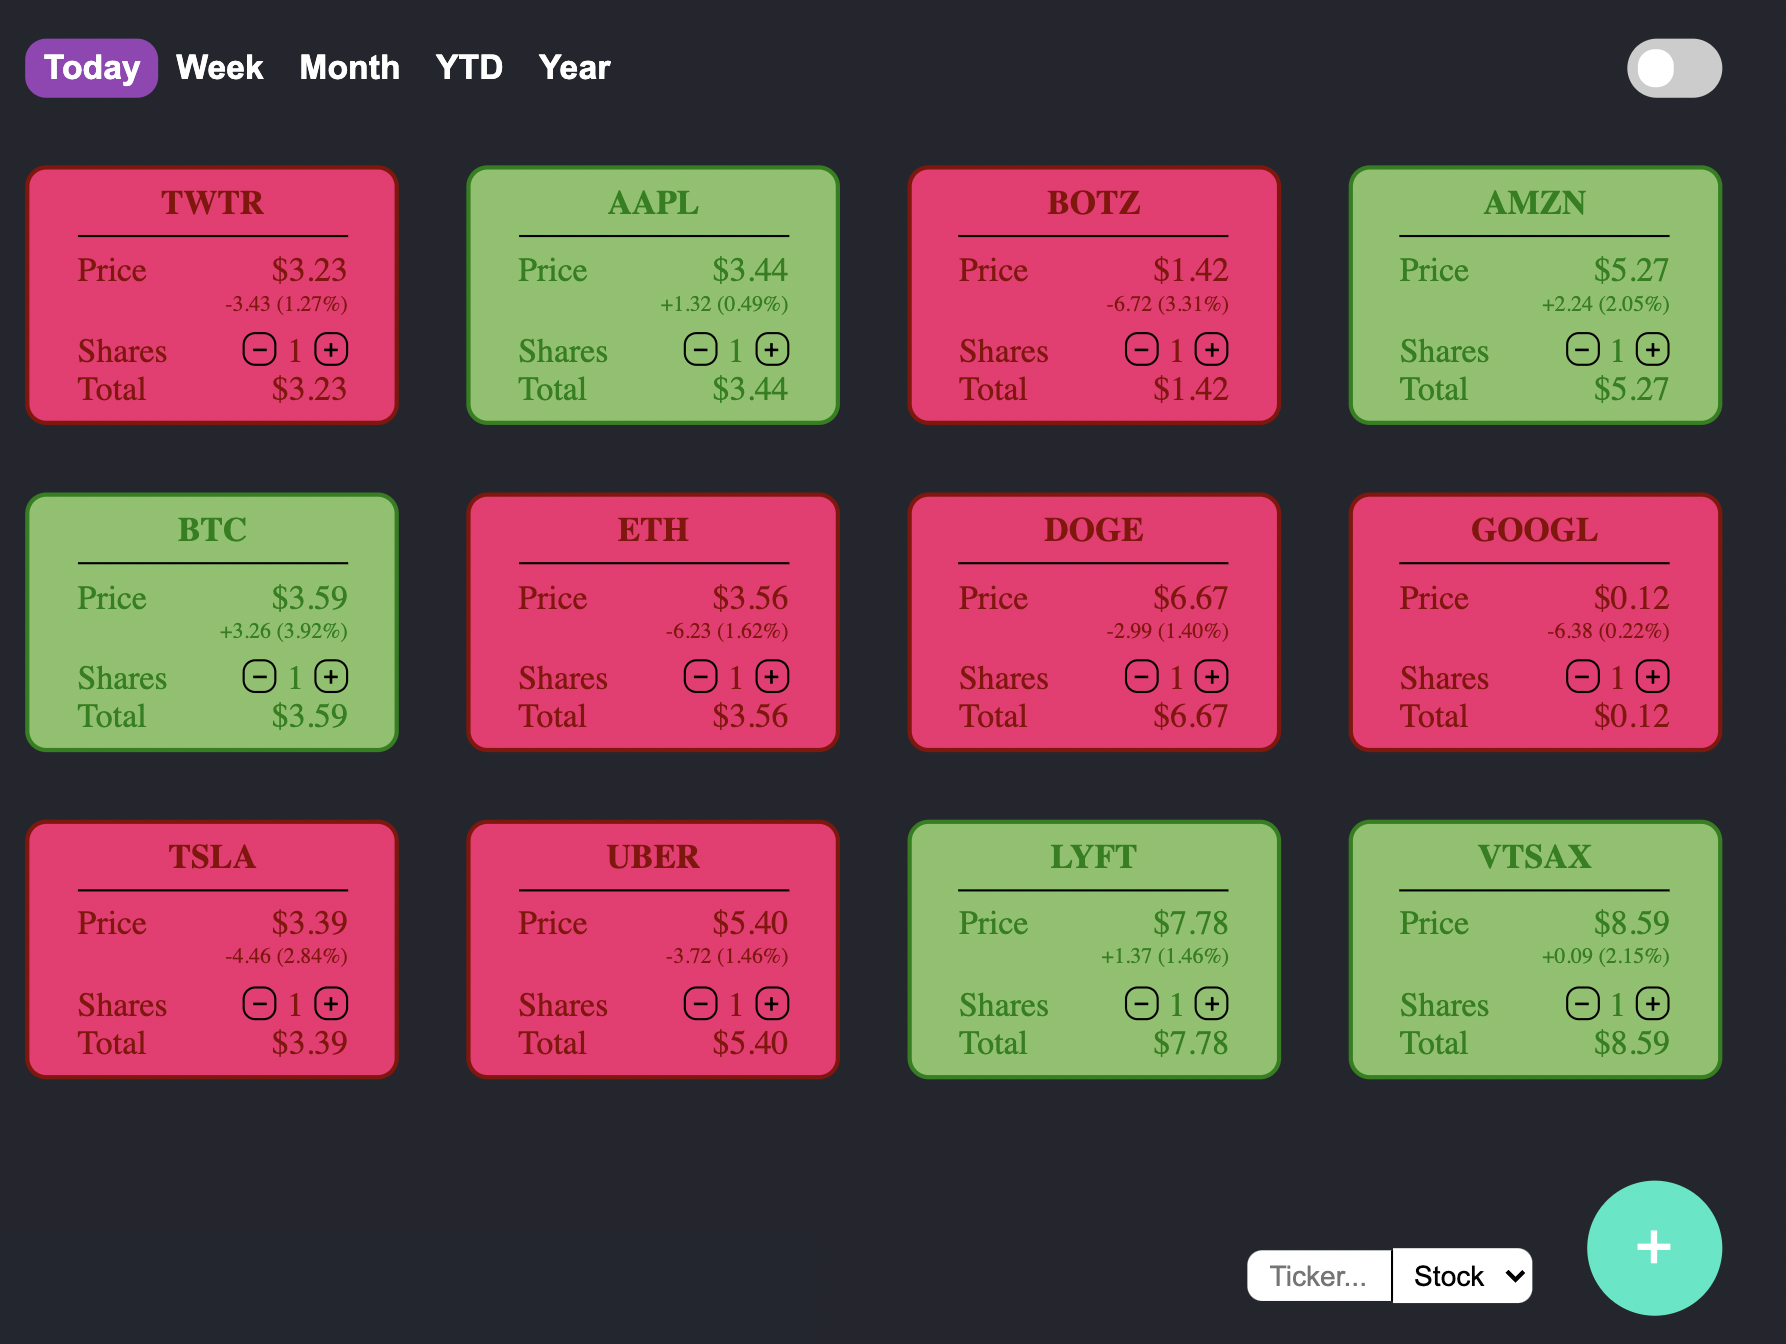 Today Week Month YTD Year
TWTR
Price $3.23
-3.43 (1.27%)
Shares − 1 +
Total $3.23
AAPL
Price $3.44
+1.32 (0.49%)
Shares − 1 +
Total $3.44
BOTZ
Price $1.42
-6.72 (3.31%)
Shares − 1 +
Total $1.42
AMZN
Price $5.27
+2.24 (2.05%)
Shares − 1 +
Total $5.27
BTC
Price $3.59
+3.26 (3.92%)
Shares − 1 +
Total $3.59
ETH
Price $3.56
-6.23 (1.62%)
Shares − 1 +
Total $3.56
DOGE
Price $6.67
-2.99 (1.40%)
Shares − 1 +
Total $6.67
GOOGL
Price $0.12
-6.38 (0.22%)
Shares − 1 +
Total $0.12
TSLA
Price $3.39
-4.46 (2.84%)
Shares − 1 +
Total $3.39
UBER
Price $5.40
-3.72 (1.46%)
Shares − 1 +
Total $5.40
LYFT
Price $7.78
+1.37 (1.46%)
Shares − 1 +
Total $7.78
VTSAX
Price $8.59
+0.09 (2.15%)
Shares − 1 +
Total $8.59
Ticker... Stock
+